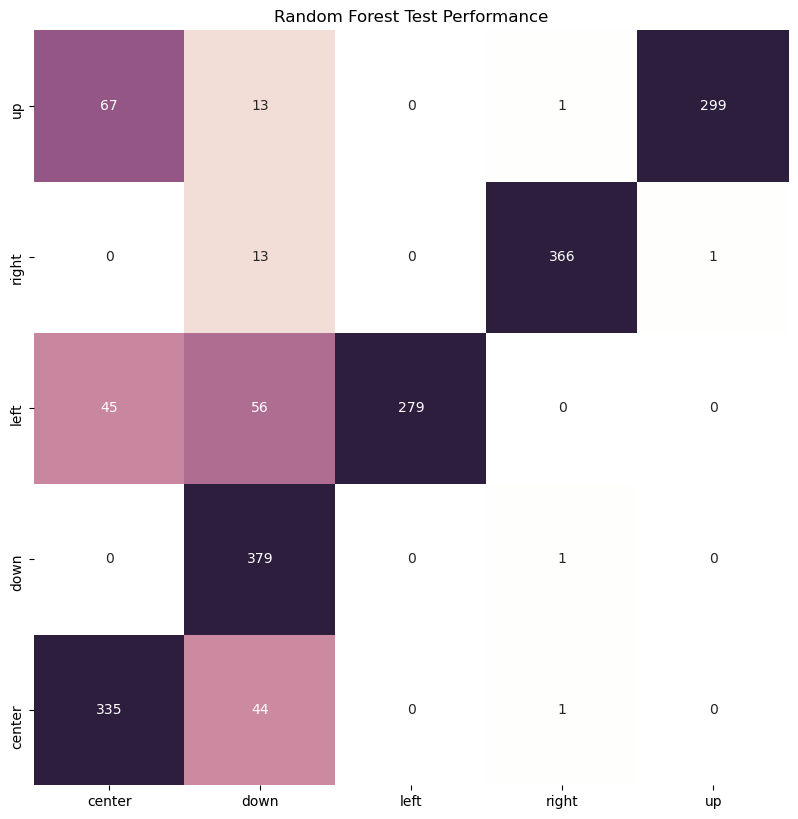 Random Forest Test Performance
up 67 13 0 1 299
right 0 13 0 366 1
left 45 56 279 0 0
down 0 379 0 1 0
center 335 44 0 1 0
center down left right up